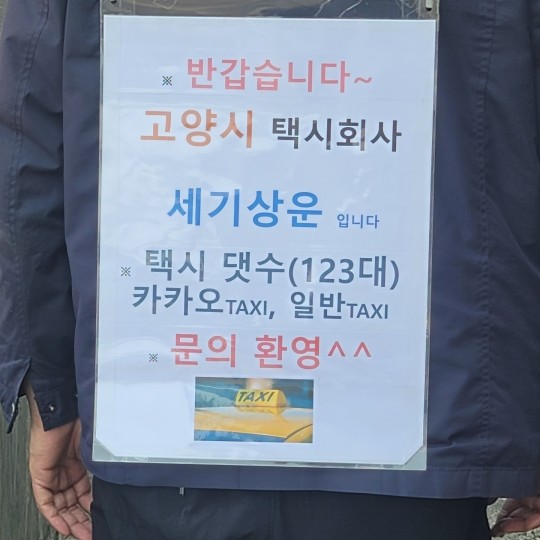 ※ 반갑습니다~
고양시 택시회사
세기상운 입니다
※ 택시 댓수(123대)
카카오TAXI, 일반TAXI
※ 문의 환영^^
TAXI